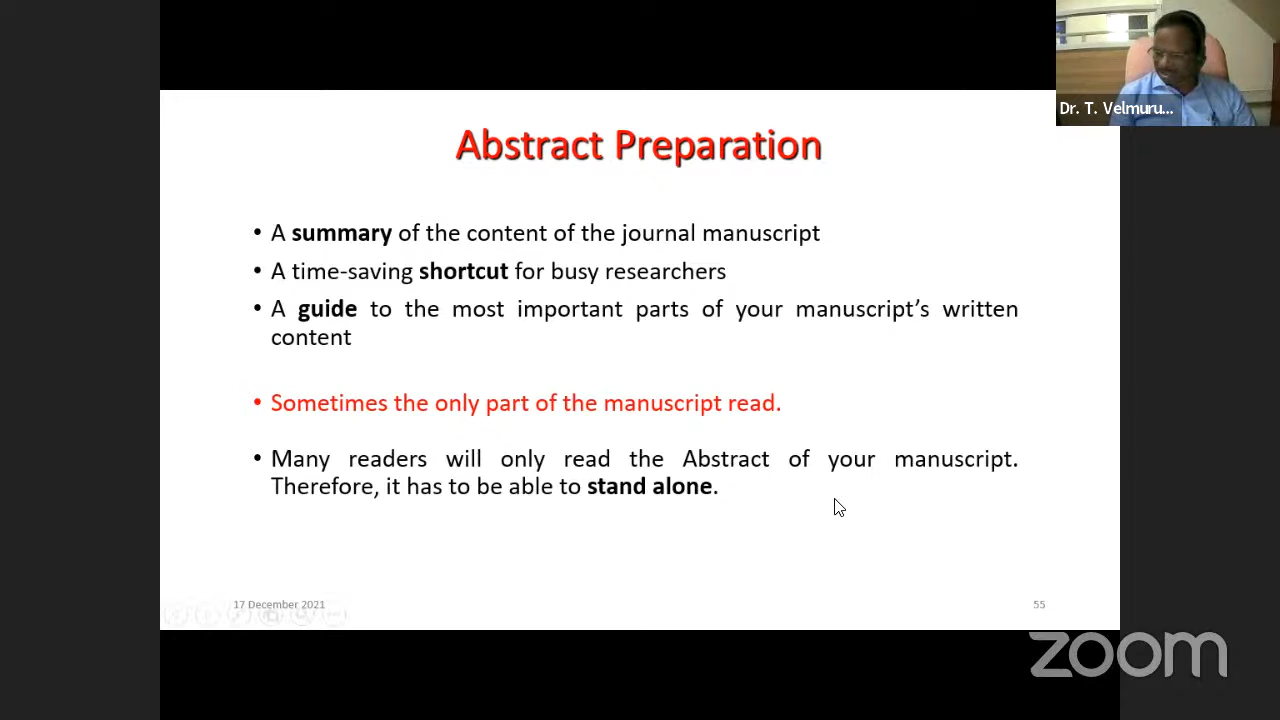 Dr. T. Velmuru...
Abstract Preparation
• A summary of the content of the journal manuscript
• A time-saving shortcut for busy researchers
• A guide to the most important parts of your manuscript’s written
content
• Sometimes the only part of the manuscript read.
• Many readers will only read the Abstract of your manuscript.
Therefore, it has to be able to stand alone.
17 December 2021
55
zoom